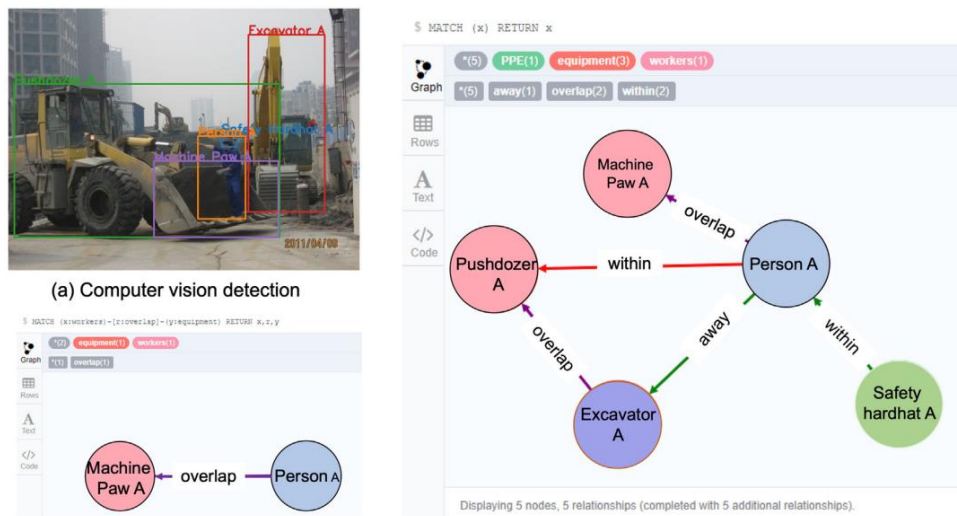 Excavator A
Pushdozer A
Person
Safety hardhat A
Machine Paw A
2011/04/09
(a) Computer vision detection
$ MATCH (x:workers)-[r:overlap]-(y:equipment) RETURN x,r,y
Graph
*(2) equipment(1) workers(1)
*(1) overlap(1)
Rows
A
Text
</>
Code
Machine
Paw A
overlap
Person A
$ MATCH (x) RETURN x
Graph
*(5) PPE(1) equipment(3) workers(1)
*(5) away(1) overlap(2) within(2)
Rows
A
Text
</>
Code
Machine
Paw A
overlap
Pushdozer
A
within
Person A
overlap
away
within
Excavator
A
Safety
hardhat A
Displaying 5 nodes, 5 relationships (completed with 5 additional relationships).